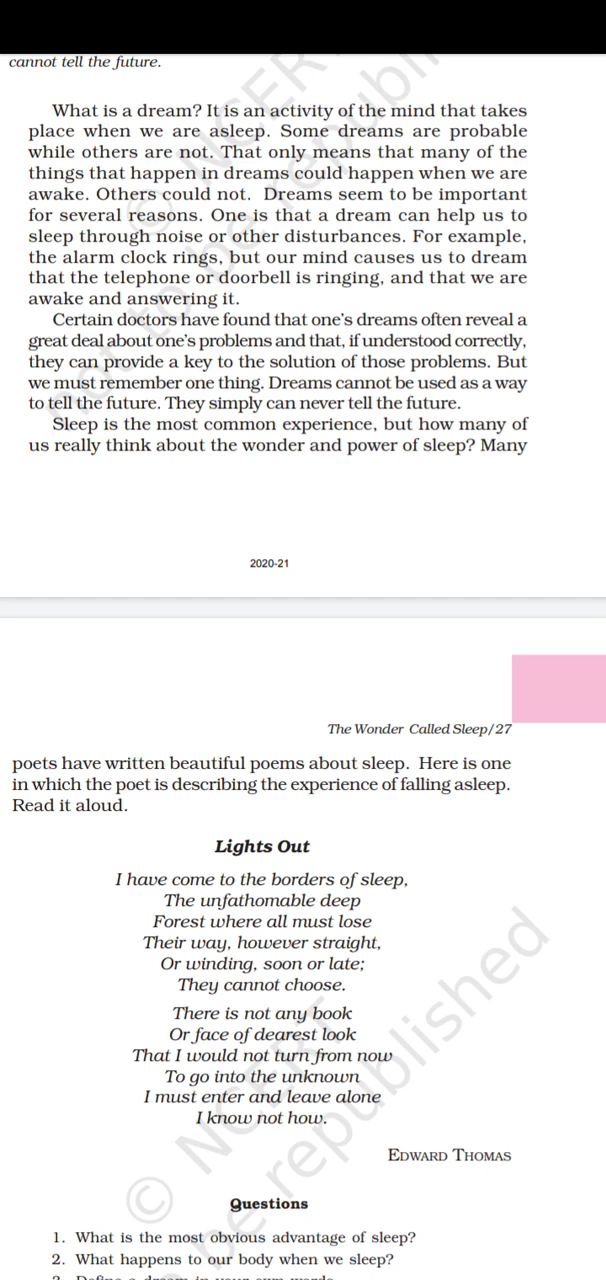 cannot tell the future.
What is a dream? It is an activity of the mind that takes
place when we are asleep. Some dreams are probable
while others are not. That only means that many of the
things that happen in dreams could happen when we are
awake. Others could not. Dreams seem to be important
for several reasons. One is that a dream can help us to
sleep through noise or other disturbances. For example,
the alarm clock rings, but our mind causes us to dream
that the telephone or doorbell is ringing, and that we are
awake and answering it.
Certain doctors have found that one's dreams often reveal a
great deal about one's problems and that, if understood correctly,
they can provide a key to the solution of those problems. But
we must remember one thing. Dreams cannot be used as a way
to tell the future. They simply can never tell the future.
Sleep is the most common experience, but how many of
us really think about the wonder and power of sleep? Many
2020-21
The Wonder Called Sleep/27
poets have written beautiful poems about sleep. Here is one
in which the poet is describing the experience of falling asleep.
Read it aloud.
Lights Out
I have come to the borders of sleep,
The unfathomable deep
Forest where all must lose
Their way, however straight,
Or winding, soon or late;
They cannot choose.
There is not any book
Or face of dearest look
That I would not turn from now
To go into the unknown
I must enter and leave alone
I know not how.
EDWARD THOMAS
Questions
1. What is the most obvious advantage of sleep?
2. What happens to our body when we sleep?
© NCERT
not to be republished
© NCERT
be republished